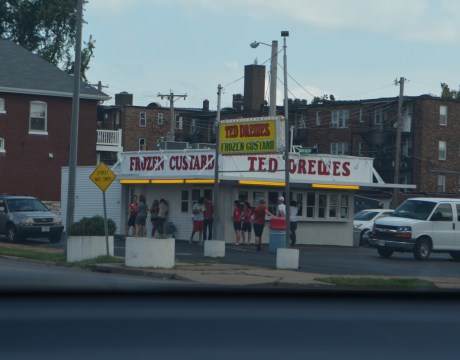 TED DREWES
FROZEN
CUSTARD
FROZEN CUSTARD TED DREWES